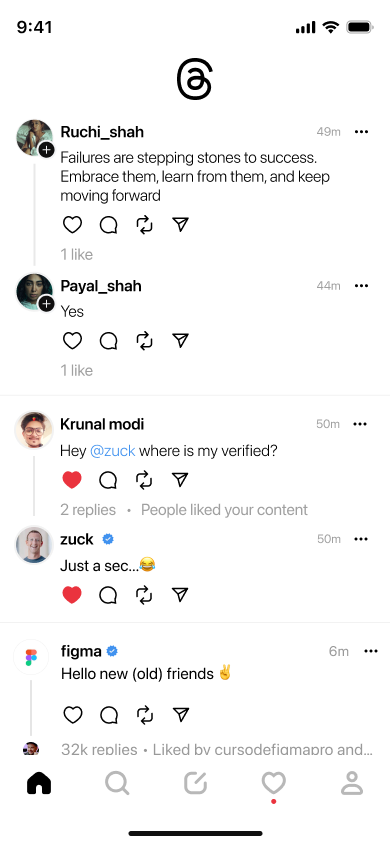 9:41
Ruchi_shah 49m
Failures are stepping stones to success.
Embrace them, learn from them, and keep
moving forward
1 like
Payal_shah 44m
Yes
1 like
Krunal modi 50m
Hey @zuck where is my verified?
2 replies • People liked your content
zuck 50m
Just a sec...😂
figma 6m
Hello new (old) friends ✌️
32k replies • Liked by cursodefigmapro and...